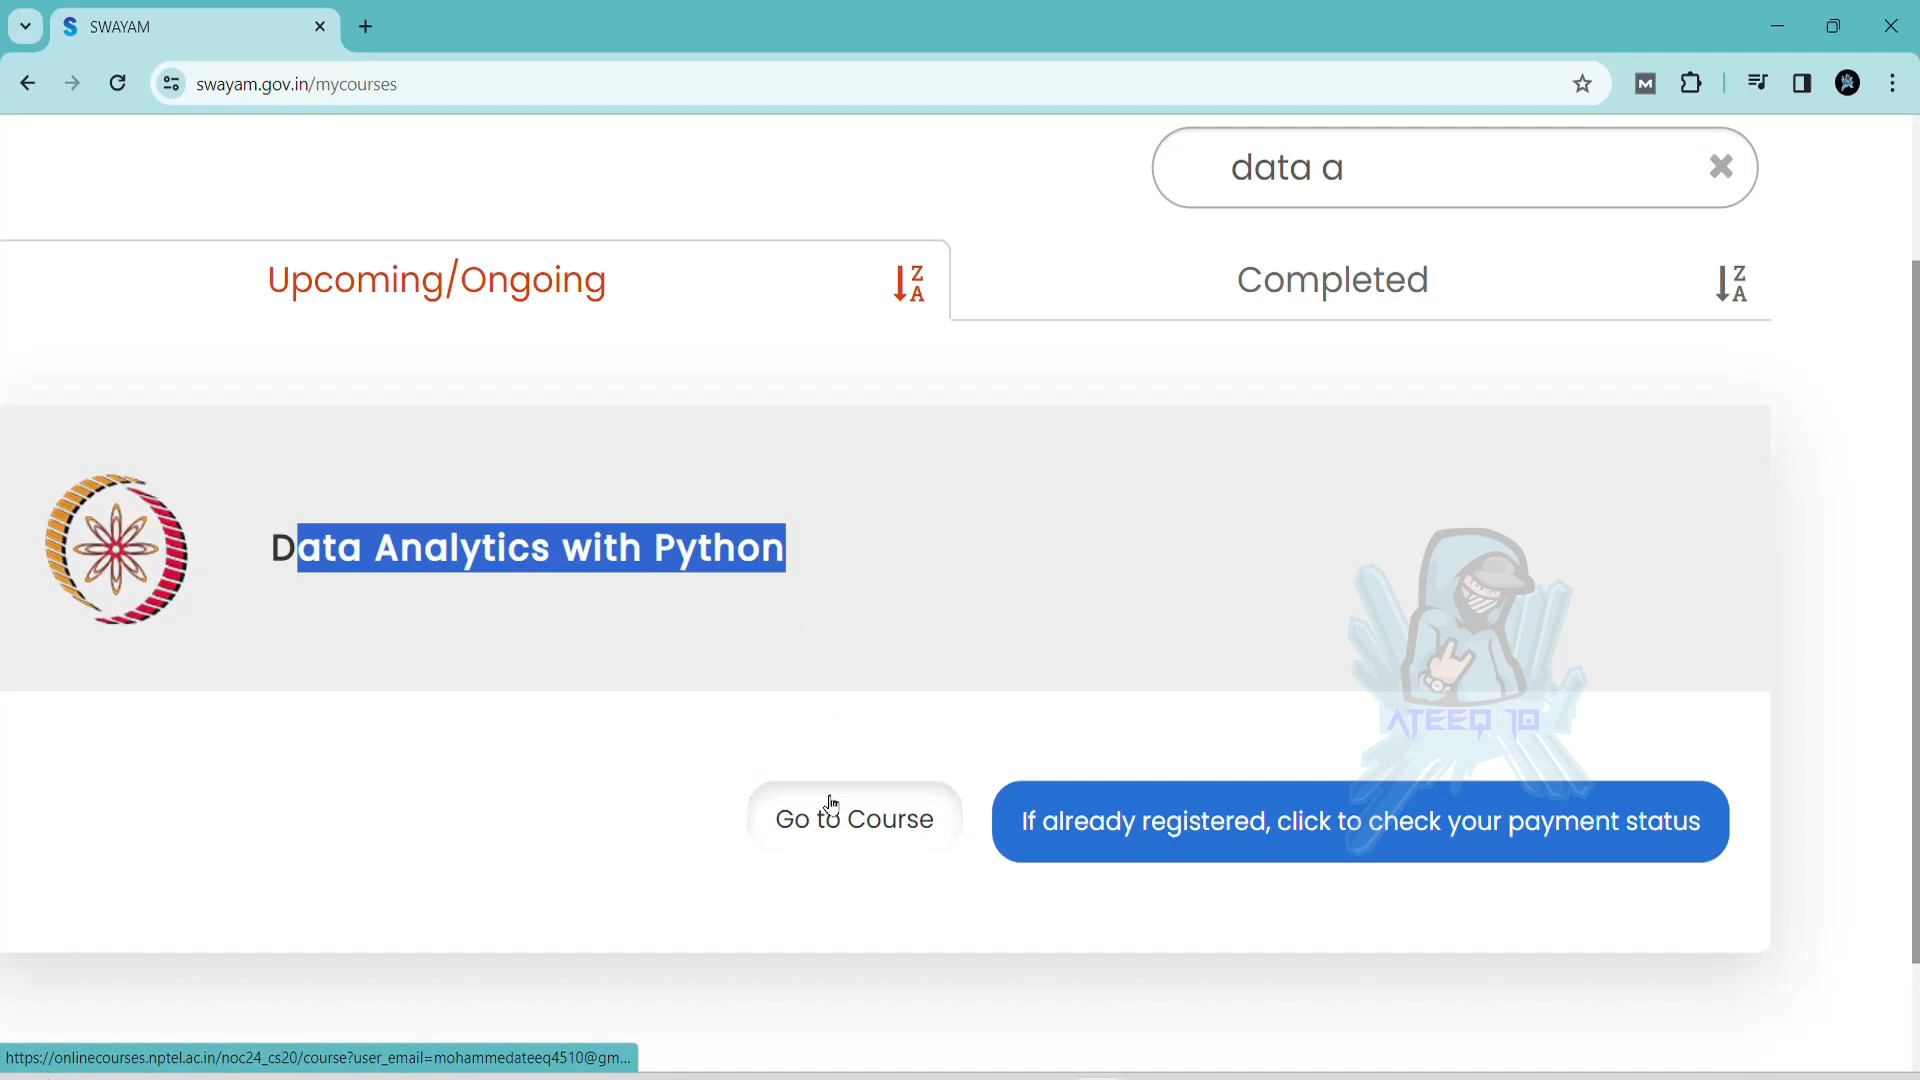 SWAYAM
swayam.gov.in/mycourses
data a
Upcoming/Ongoing
Z
A
Completed
Z
A
Data Analytics with Python
ATEEQ 10
Go to Course
If already registered, click to check your payment status
https://onlinecourses.nptel.ac.in/noc24_cs20/course?user_email=mohammedateeq4510@gm...